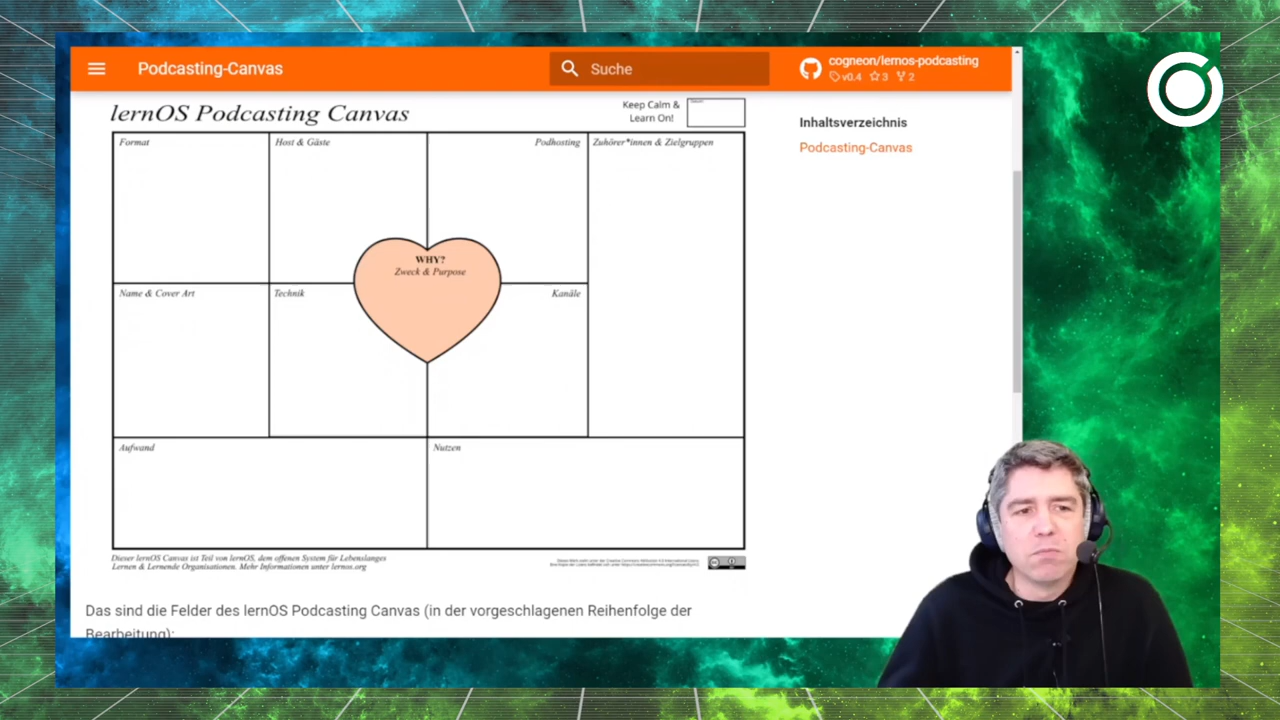 Podcasting-Canvas
Suche
cogneon/lernos-podcasting
v0.4 3 2
lernOS Podcasting Canvas
Keep Calm &
Learn On!
Inhaltsverzeichnis
Podcasting-Canvas
Format
Host & Gäste
Podhosting
Zuhörer*innen & Zielgruppen
WHY?
Zweck & Purpose
Name & Cover Art
Technik
Kanäle
Aufwand
Nutzen
Dieser lernOS Canvas ist Teil von lernOS, dem offenen System für Lebenslanges
Lernen & Lernende Organisationen. Mehr Informationen unter lernos.org
Das sind die Felder des lernOS Podcasting Canvas (in der vorgeschlagenen Reihenfolge der
Bearbeitung):